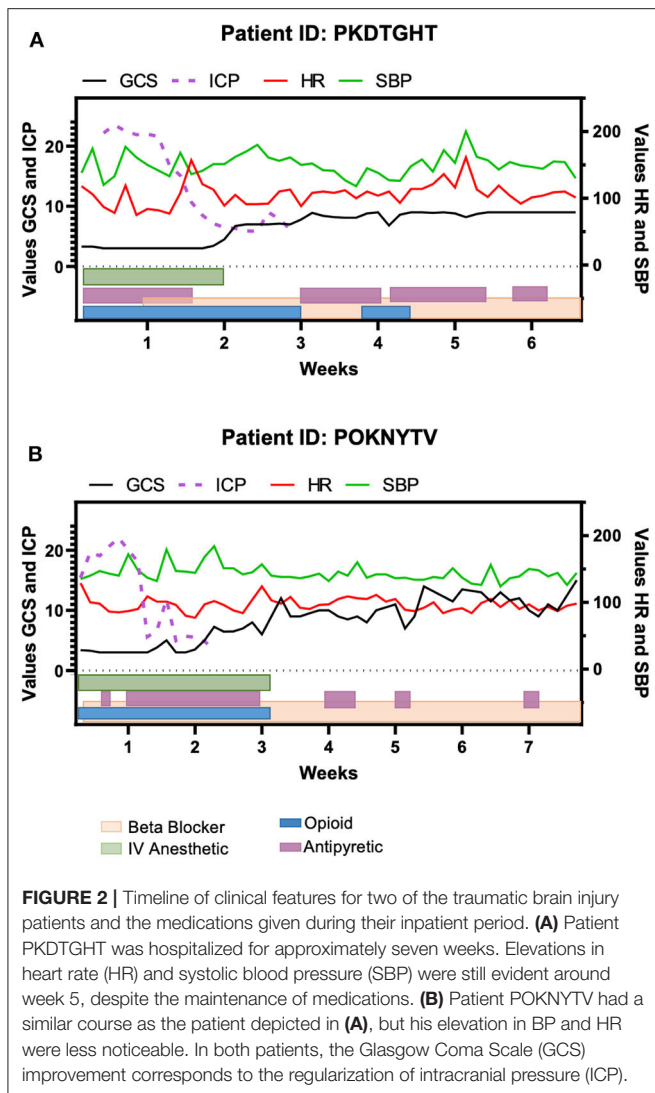 A
Patient ID: PKDTGHT
GCS ICP HR SBP
Values GCS and ICP
20
10
0
Values HR and SBP
200
100
0
1 2 3 4 5 6
Weeks
B
Patient ID: POKNYTV
GCS ICP HR SBP
Values GCS and ICP
20
10
0
Values HR and SBP
200
100
0
1 2 3 4 5 6 7
Weeks
Beta Blocker Opioid
IV Anesthetic Antipyretic
FIGURE 2 | Timeline of clinical features for two of the traumatic brain injury
patients and the medications given during their inpatient period. (A) Patient
PKDTGHT was hospitalized for approximately seven weeks. Elevations in
heart rate (HR) and systolic blood pressure (SBP) were still evident around
week 5, despite the maintenance of medications. (B) Patient POKNYTV had a
similar course as the patient depicted in (A), but his elevation in BP and HR
were less noticeable. In both patients, the Glasgow Coma Scale (GCS)
improvement corresponds to the regularization of intracranial pressure (ICP).